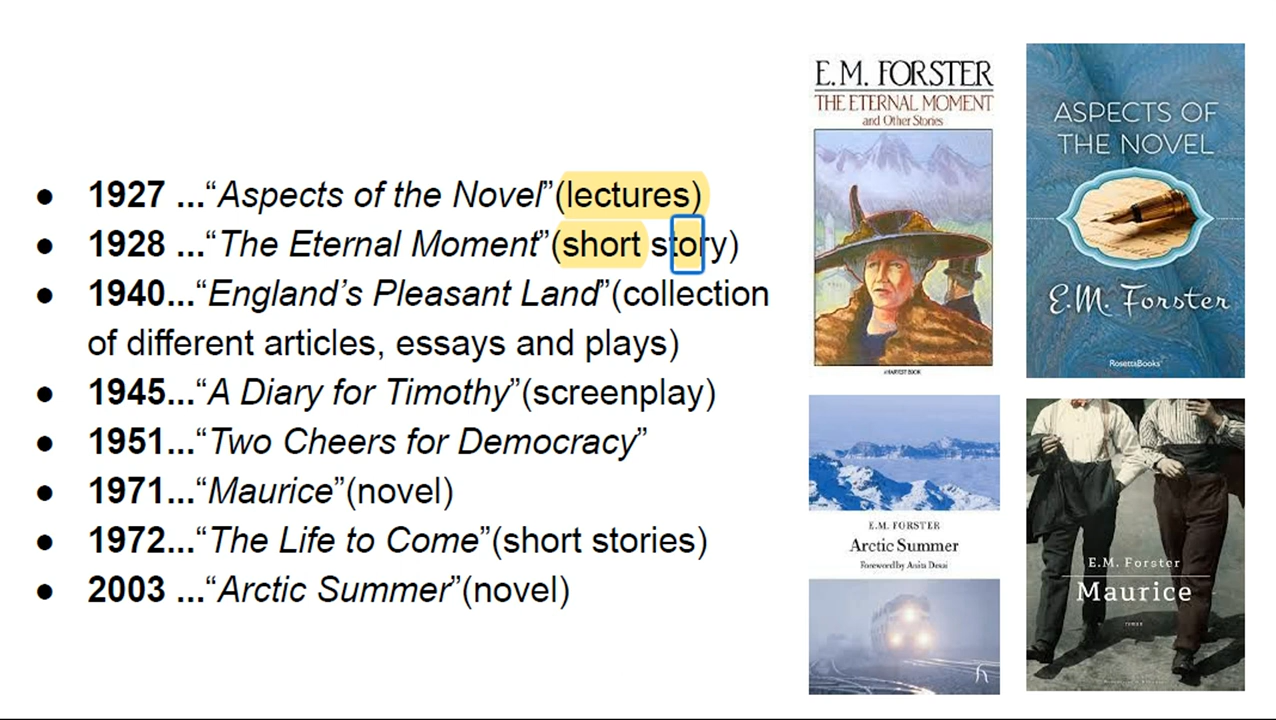 ● 1927 ...“Aspects of the Novel”(lectures)
● 1928 ...“The Eternal Moment”(short story)
● 1940...“England’s Pleasant Land”(collection
of different articles, essays and plays)
● 1945...“A Diary for Timothy”(screenplay)
● 1951...“Two Cheers for Democracy”
● 1971...“Maurice”(novel)
● 1972...“The Life to Come”(short stories)
● 2003 ...“Arctic Summer”(novel)
E.M. FORSTER
THE ETERNAL MOMENT
and Other Stories
A HARVEST BOOK
ASPECTS OF
THE NOVEL
E.M. Forster
RosettaBooks
E.M. FORSTER
Arctic Summer
Foreword by Anita Desai
E.M. Forster
Maurice